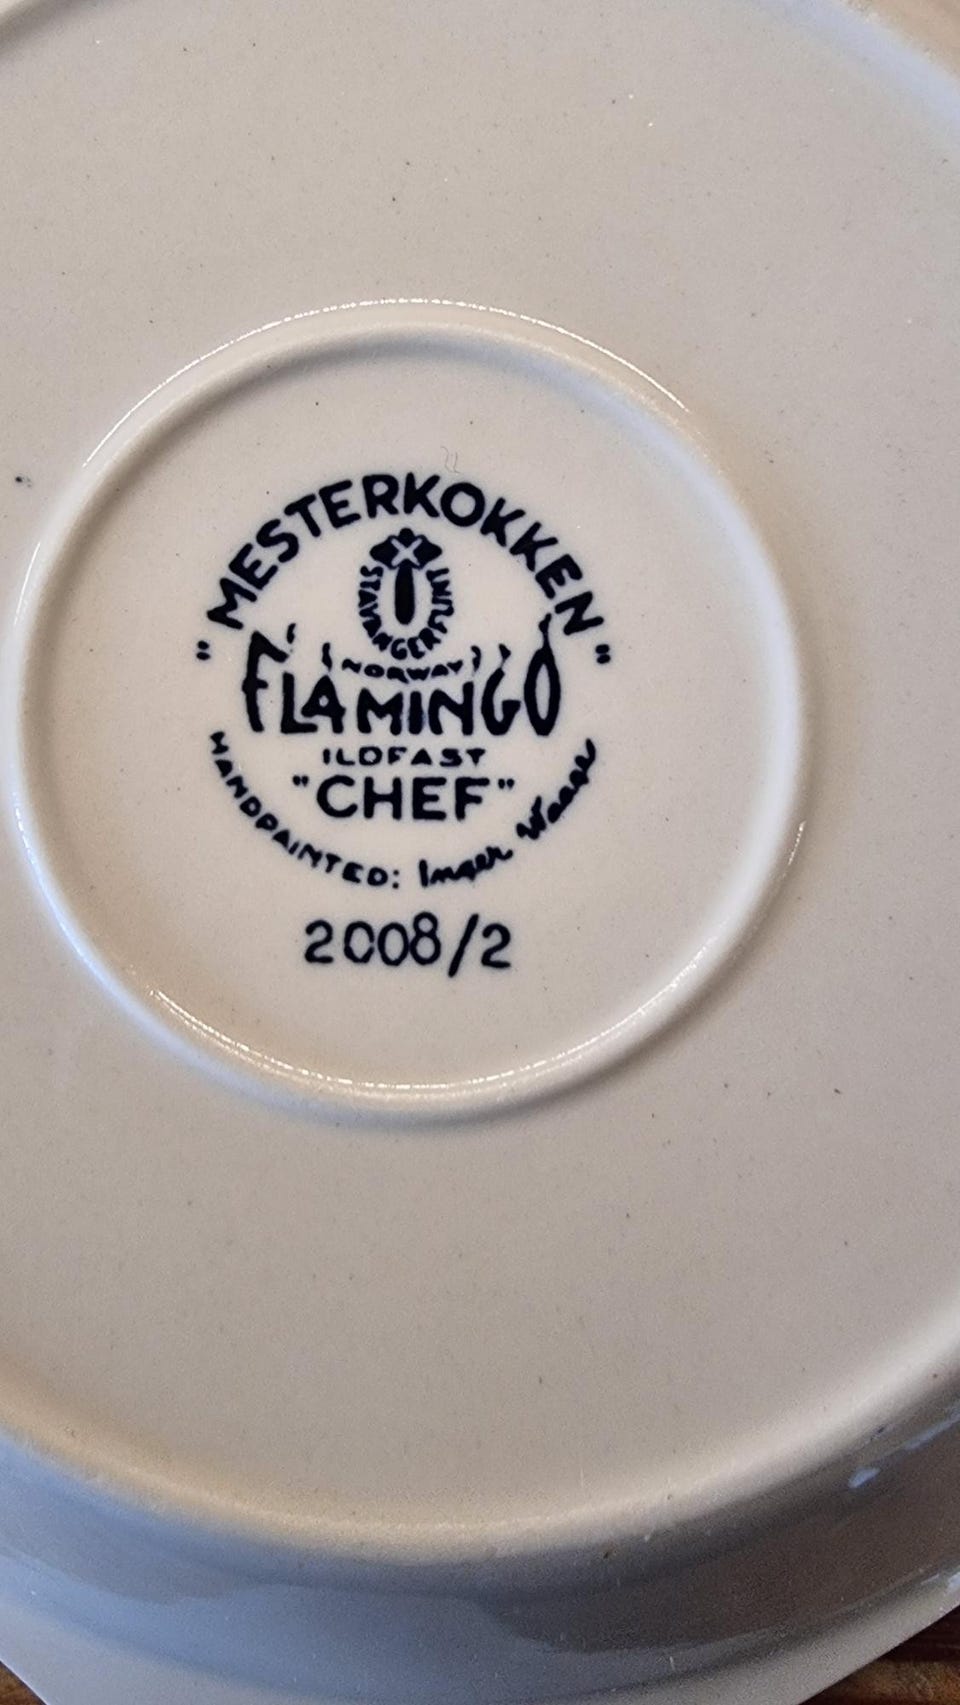 "MESTERKOKKEN"
STAVANGERFLINT
NORWAY
FLAMINGO
ILDFAST
"CHEF"
HANDPAINTED: Inger Waage
2008/2